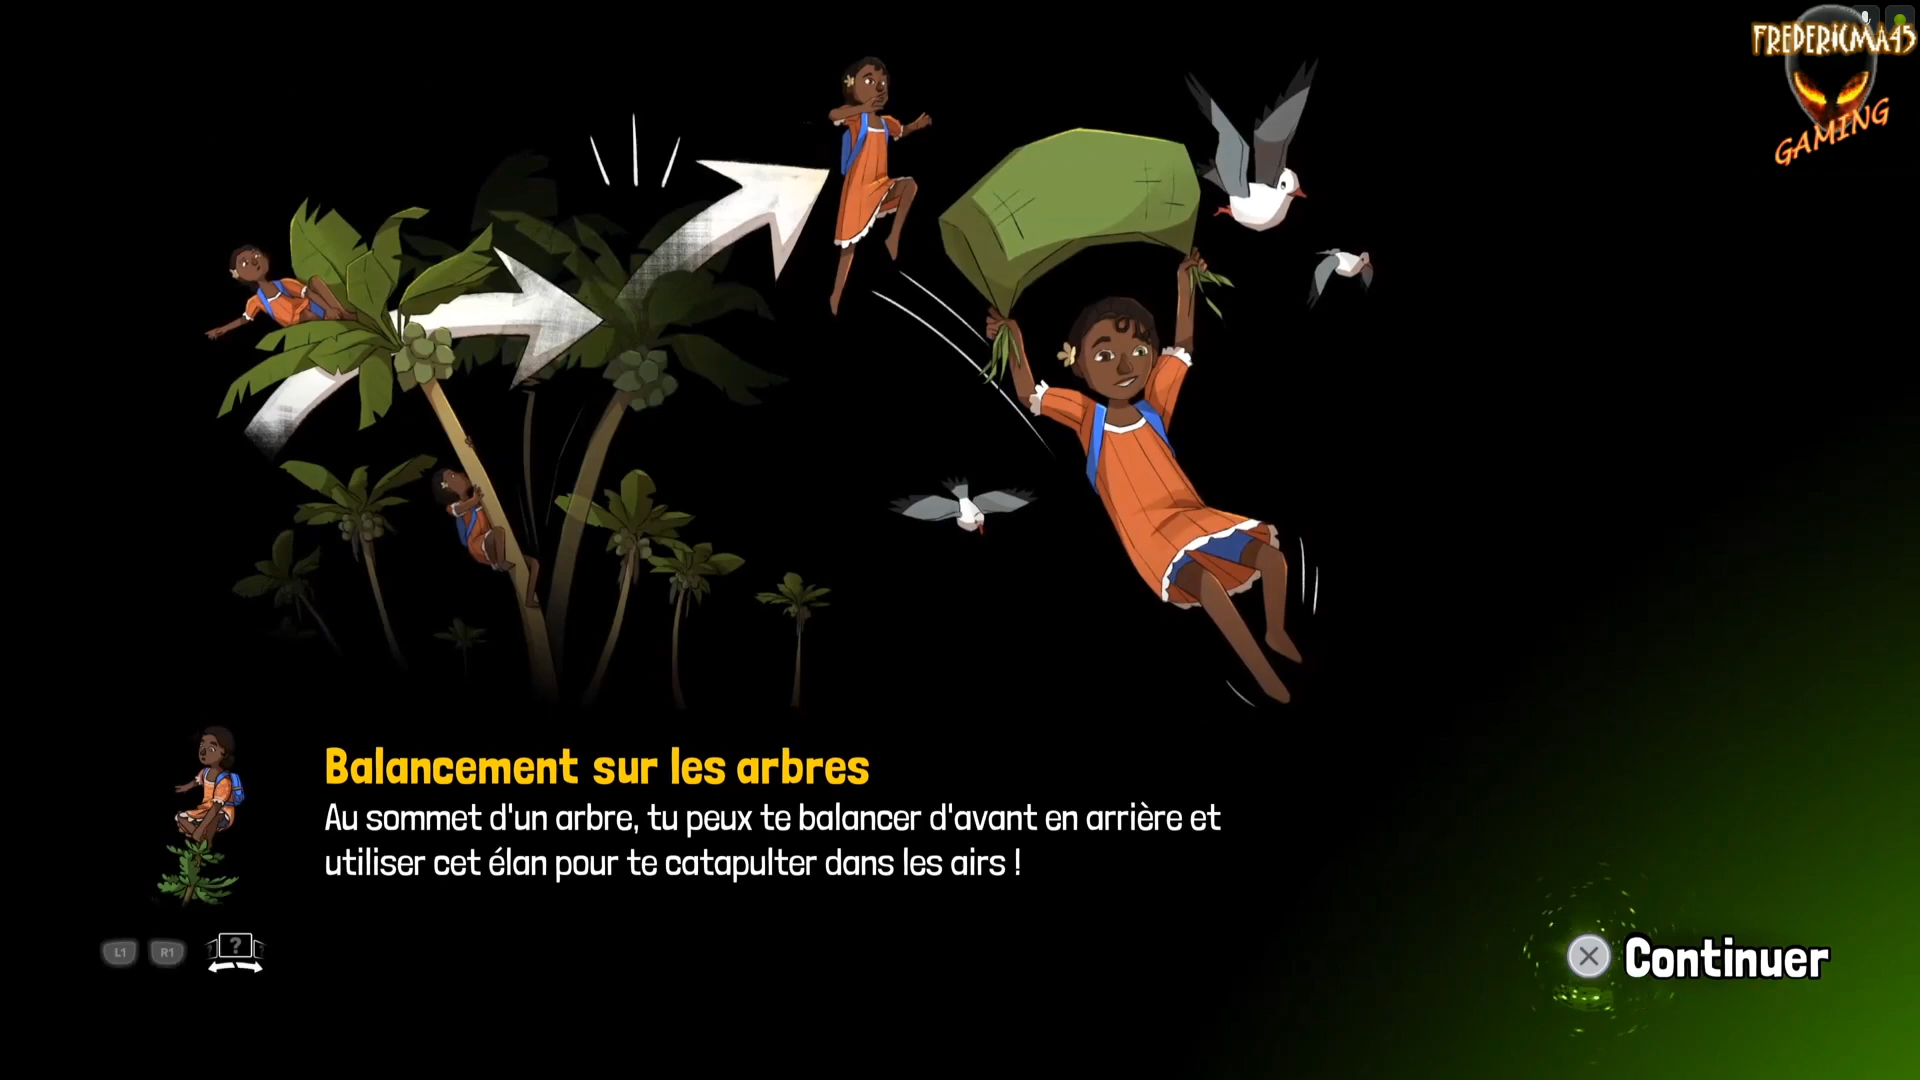 FREDERICMA45
GAMING
Balancement sur les arbres
Au sommet d'un arbre, tu peux te balancer d'avant en arrière et
utiliser cet élan pour te catapulter dans les airs !
L1 R1 ?
Continuer